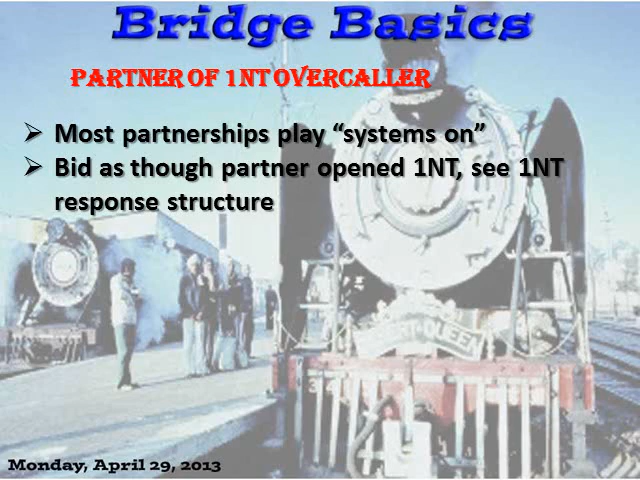 Bridge Basics
PARTNER OF 1NT OVERCALLER
➢ Most partnerships play “systems on”
➢ Bid as though partner opened 1NT, see 1NT
response structure
QUEEN
Monday, April 29, 2013